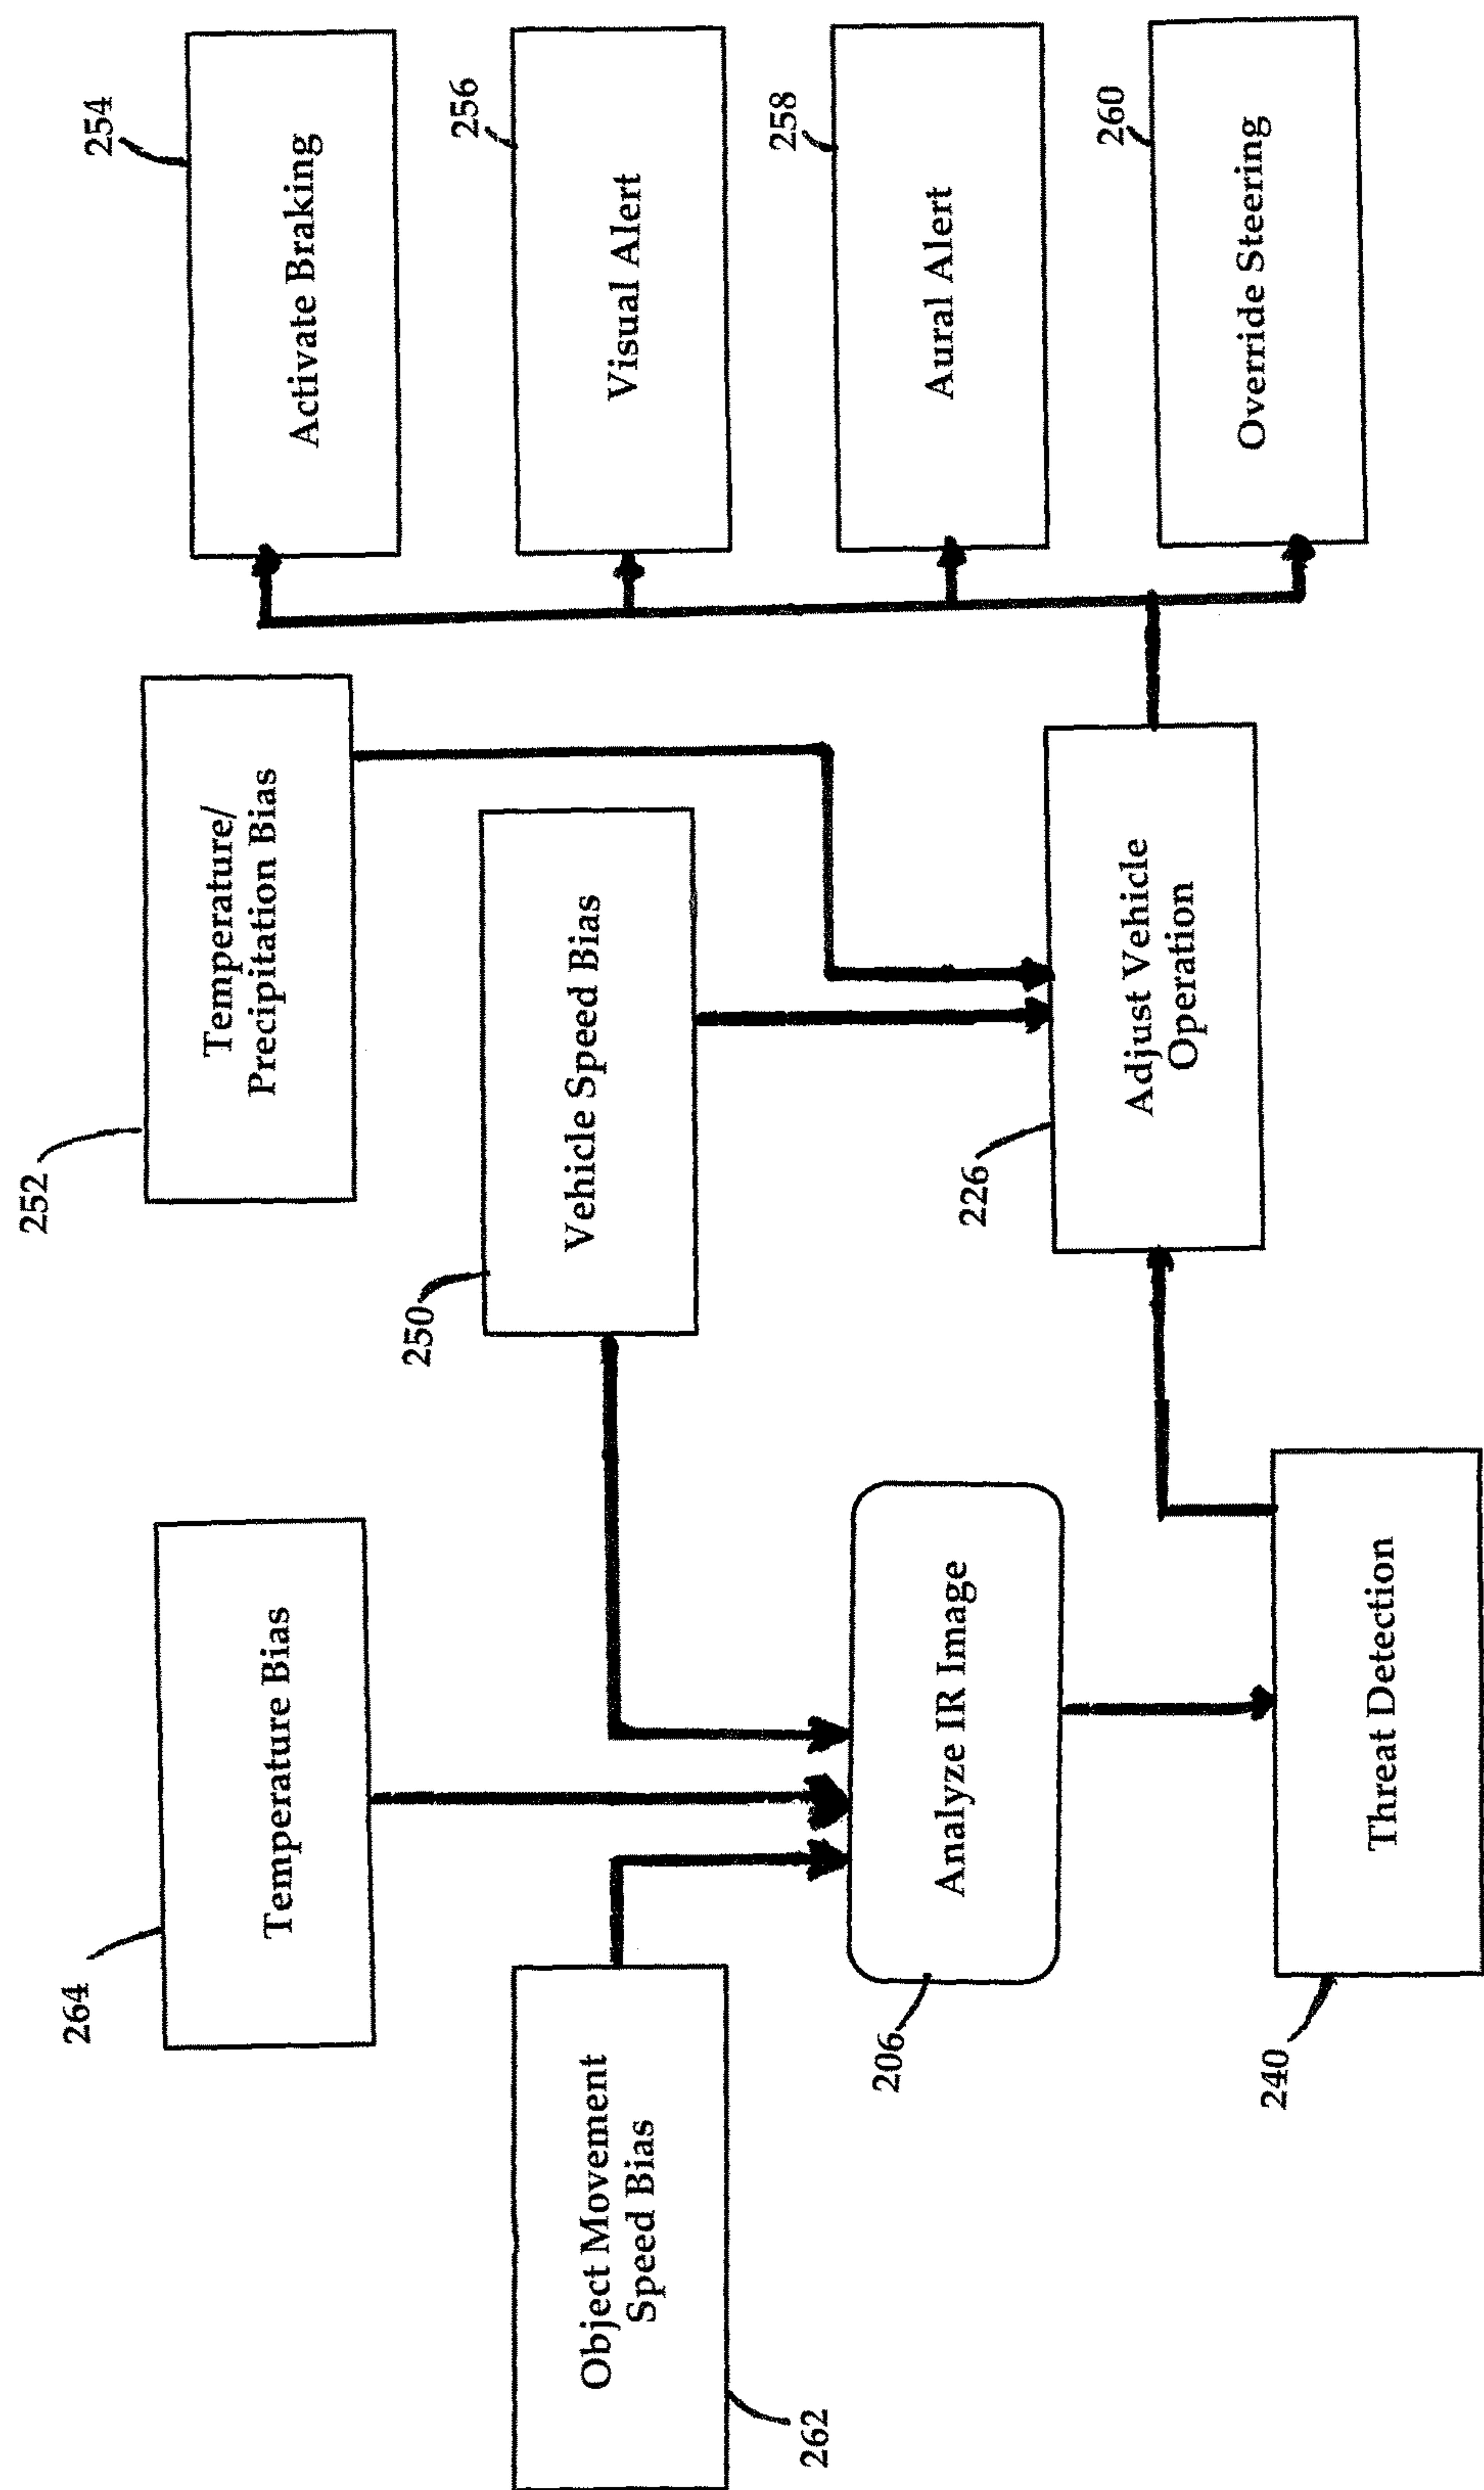 264
Temperature Bias
252
Temperature/
Precipitation Bias
254
Activate Braking
262
Object Movement
Speed Bias
250
Vehicle Speed Bias
256
Visual Alert
206
Analyze IR Image
258
Aural Alert
226
Adjust Vehicle
Operation
260
Override Steering
240
Threat Detection